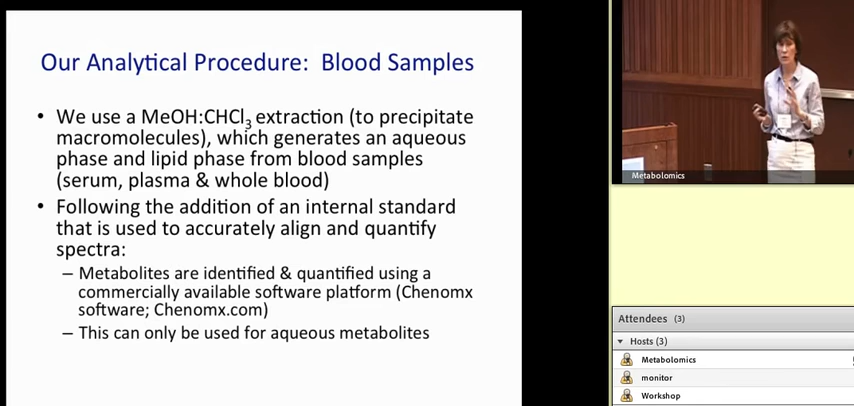 Our Analytical Procedure: Blood Samples
• We use a MeOH:CHCl₃ extraction (to precipitate
macromolecules), which generates an aqueous
phase and lipid phase from blood samples
(serum, plasma & whole blood)
• Following the addition of an internal standard
that is used to accurately align and quantify
spectra:
– Metabolites are identified & quantified using a
commercially available software platform (Chenomx
software; Chenomx.com)
– This can only be used for aqueous metabolites
Metabolomics
Attendees (3)
Hosts (3)
Metabolomics
monitor
Workshop